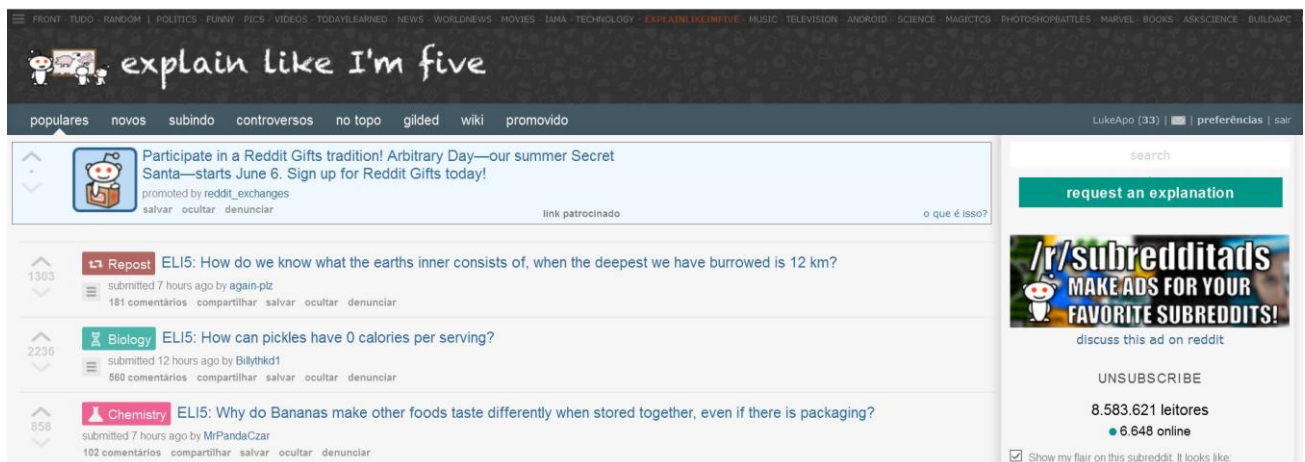 FRONT - TUDO - RANDOM | POLITICS - FUNNY - PICS - VIDEOS - TODAYILEARNED - NEWS - WORLDNEWS - MOVIES - IAMA - TECHNOLOGY - EXPLAINLIKEIMFIVE - MUSIC - TELEVISION - ANDROID - SCIENCE - MAGICTCG - PHOTOSHOPBATTLES - MARVEL - BOOKS - ASKSCIENCE - BUILDAPC
explain like I'm five
populares novos subindo controversos no topo gilded wiki promovido
LukeApo (33) | | preferências | sair
Participate in a Reddit Gifts tradition! Arbitrary Day—our summer Secret
Santa—starts June 6. Sign up for Reddit Gifts today!
promoted by reddit_exchanges
salvar ocultar denunciar
link patrocinado
o que é isso?
1303
Repost ELI5: How do we know what the earths inner consists of, when the deepest we have burrowed is 12 km?
submitted 7 hours ago by again-plz
181 comentários compartilhar salvar ocultar denunciar
2236
Biology ELI5: How can pickles have 0 calories per serving?
submitted 12 hours ago by Billythkd1
560 comentários compartilhar salvar ocultar denunciar
858
Chemistry ELI5: Why do Bananas make other foods taste differently when stored together, even if there is packaging?
submitted 7 hours ago by MrPandaCzar
102 comentários compartilhar salvar ocultar denunciar
search
request an explanation
/r/subredditads
MAKE ADS FOR YOUR
FAVORITE SUBREDDITS!
discuss this ad on reddit
UNSUBSCRIBE
8.583.621 leitores
6.648 online
Show my flair on this subreddit. It looks like: